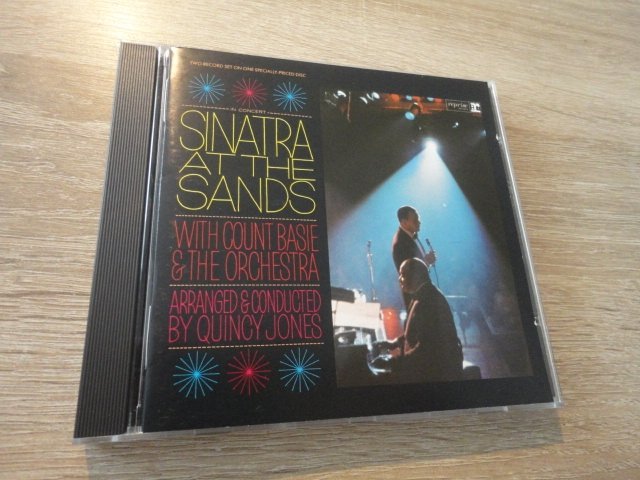 TWO RECORD SET ON ONE SPECIALLY-PRICED DISC
IN CONCERT
SINATRA
AT THE
SANDS
WITH COUNT BASIE
& THE ORCHESTRA
ARRANGED & CONDUCTED
BY QUINCY JONES
reprise